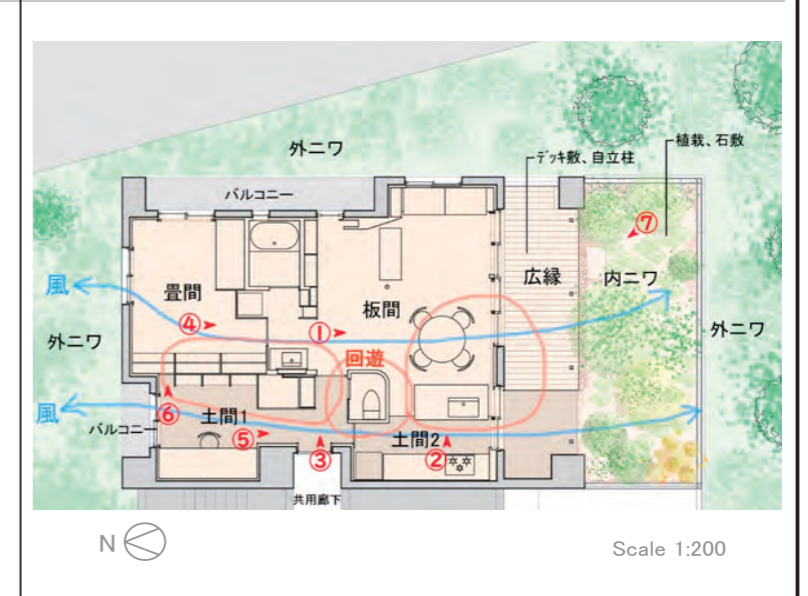 外ニワ
デッキ敷、自立柱
植栽、石敷
バルコニー
⑦
風
畳間
広縁
内ニワ
板間
④
①
外ニワ
外ニワ
回遊
風
⑥
土間1
バルコニー
⑤
③
土間2
②
共用廊下
N
Scale 1:200